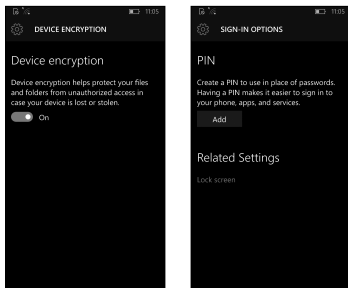 11:05
DEVICE ENCRYPTION
Device encryption
Device encryption helps protect your files
and folders from unauthorized access in
case your device is lost or stolen.
On
11:05
SIGN-IN OPTIONS
PIN
Create a PIN to use in place of passwords.
Having a PIN makes it easier to sign in to
your phone, apps, and services.
Add
Related Settings
Lock screen